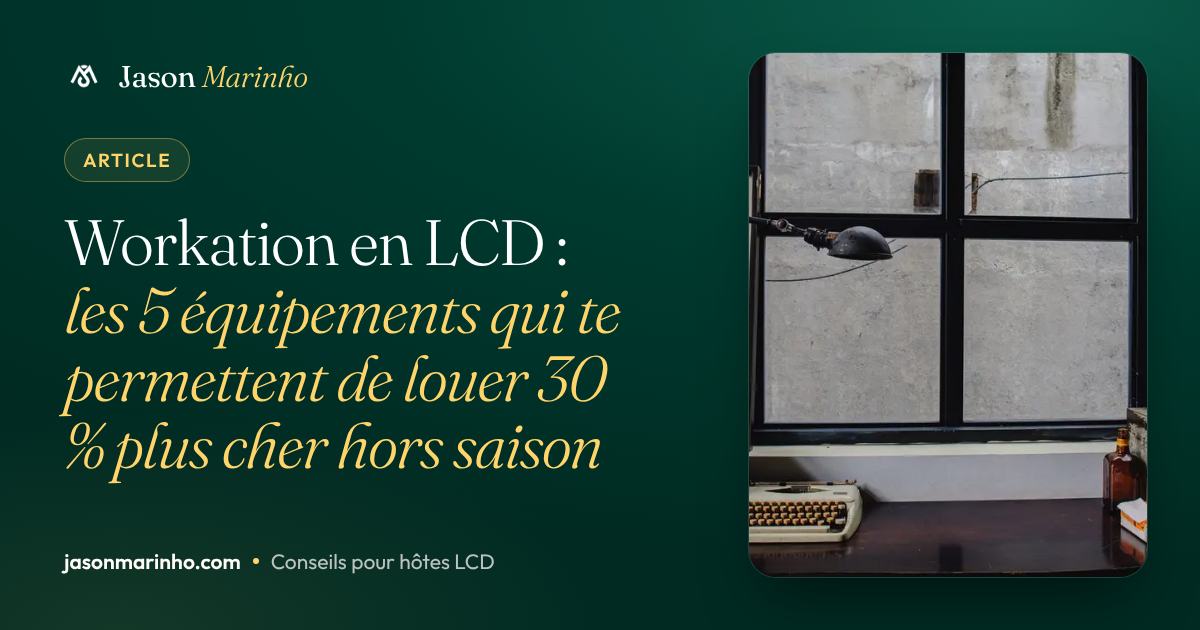 Jason Marinho
ARTICLE
Workation en LCD :
les 5 équipements qui te
permettent de louer 30
% plus cher hors saison
jasonmarinho.com • Conseils pour hôtes LCD